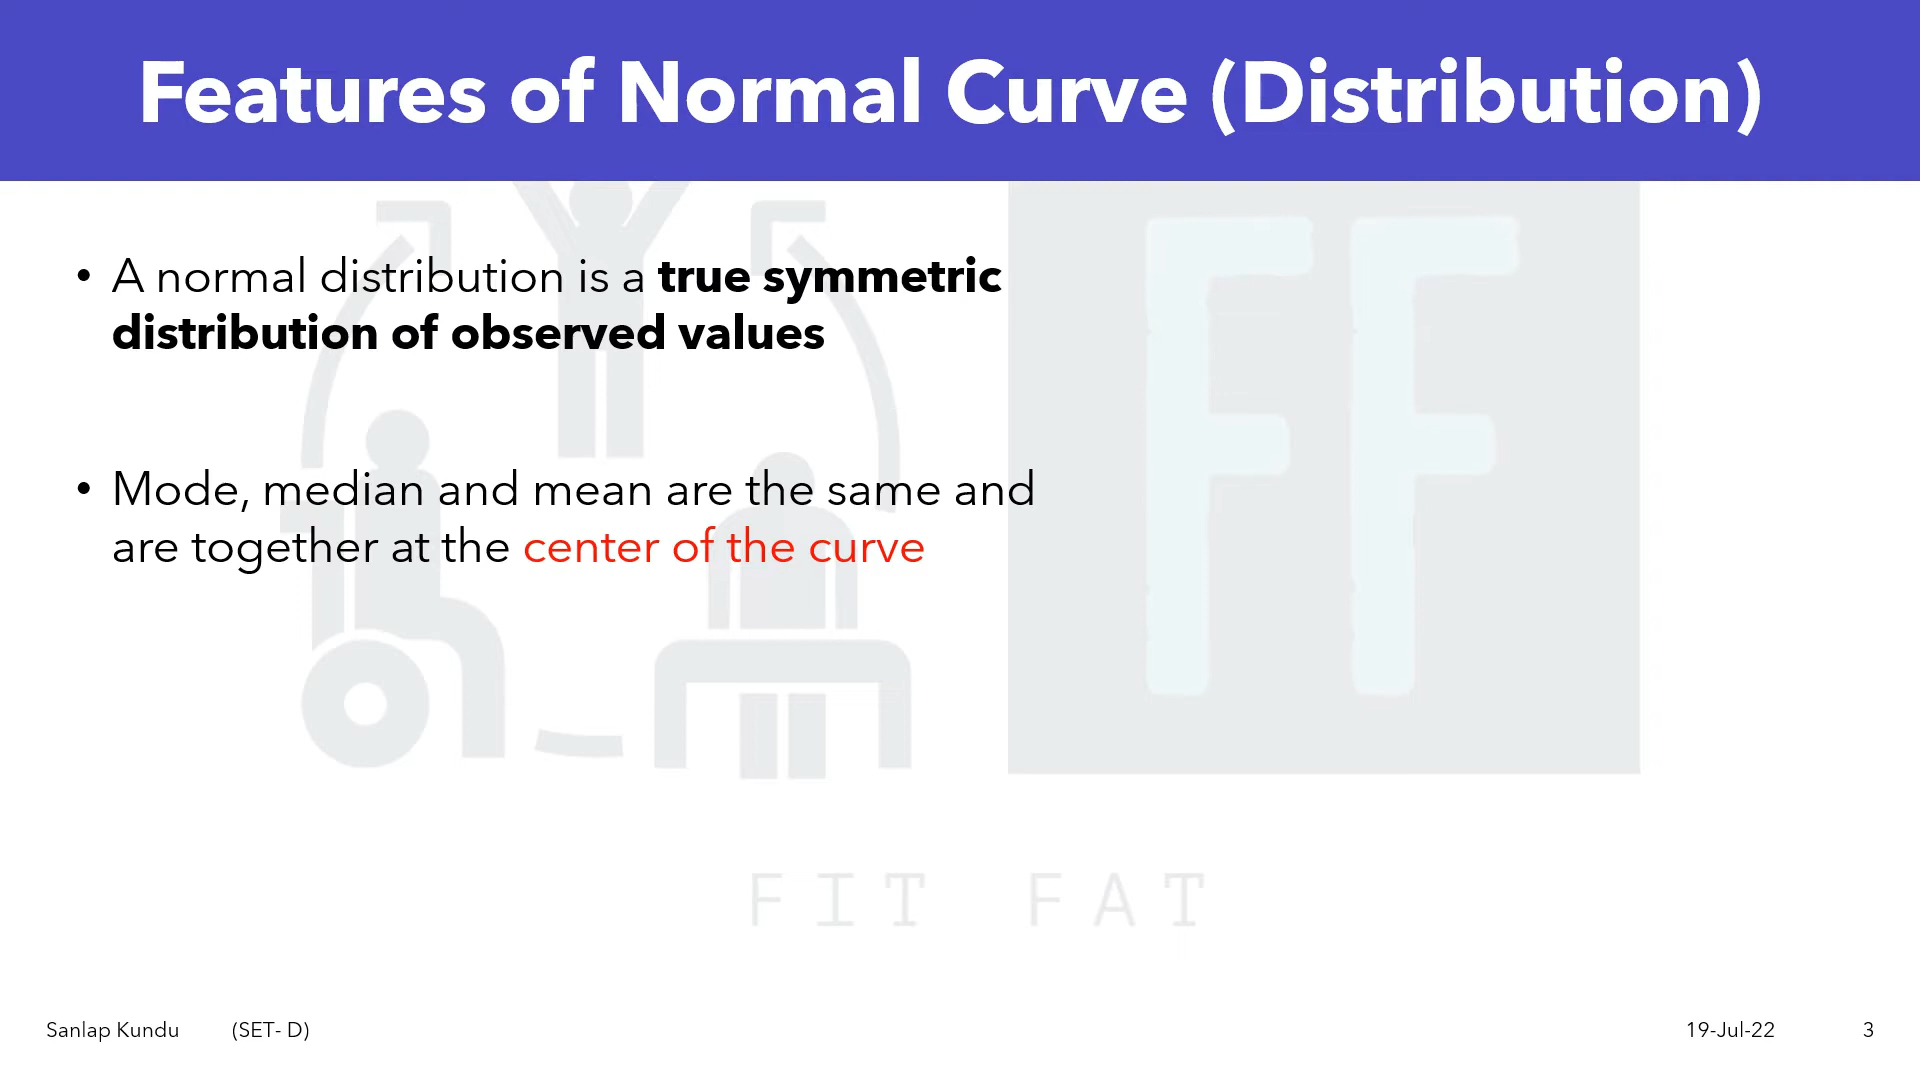 Features of Normal Curve (Distribution)
• A normal distribution is a true symmetric
distribution of observed values
• Mode, median and mean are the same and
are together at the center of the curve
FF
FIT FAT
Sanlap Kundu (SET- D) 19-Jul-22 3